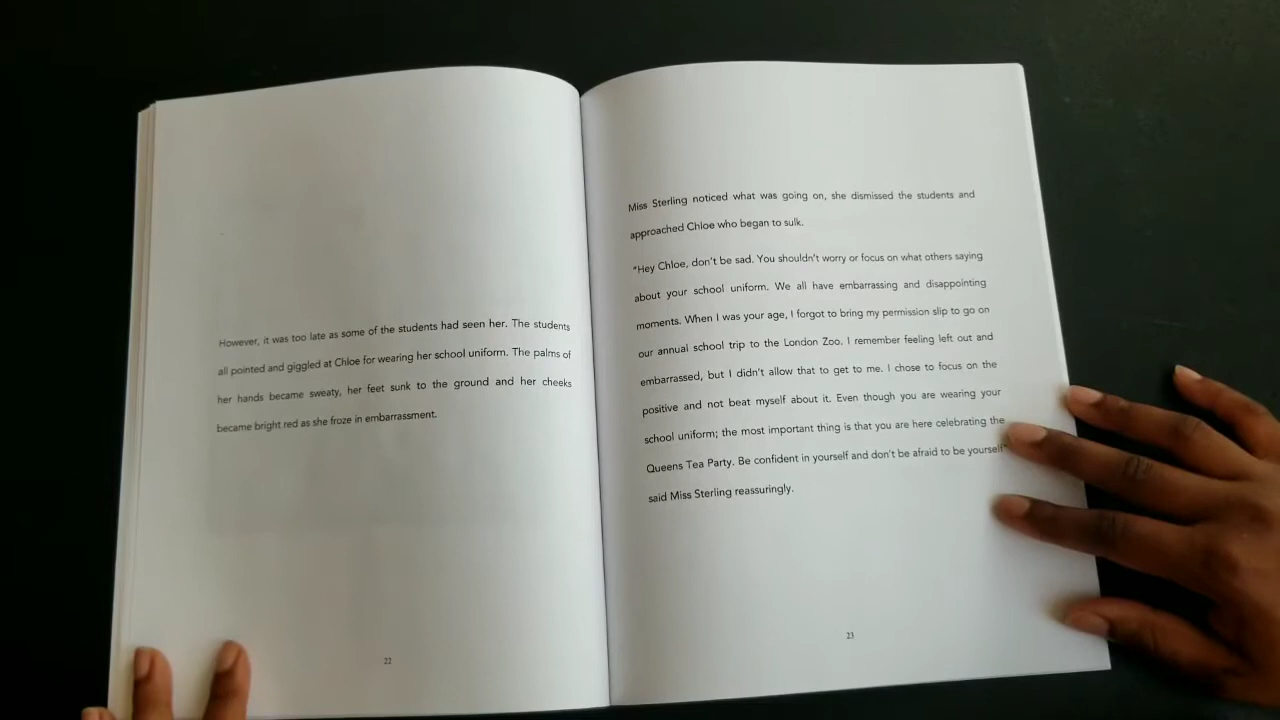 However, it was too late as some of the students had seen her. The students
all pointed and giggled at Chloe for wearing her school uniform. The palms of
her hands became sweaty, her feet sunk to the ground and her cheeks
became bright red as she froze in embarrassment.
22
Miss Sterling noticed what was going on, she dismissed the students and
approached Chloe who began to sulk.
“Hey Chloe, don’t be sad. You shouldn’t worry or focus on what others saying
about your school uniform. We all have embarrassing and disappointing
moments. When I was your age, I forgot to bring my permission slip to go on
our annual school trip to the London Zoo. I remember feeling left out and
embarrassed, but I didn’t allow that to get to me. I chose to focus on the
positive and not beat myself about it. Even though you are wearing your
school uniform; the most important thing is that you are here celebrating the
Queens Tea Party. Be confident in yourself and don’t be afraid to be yourself”
said Miss Sterling reassuringly.
23